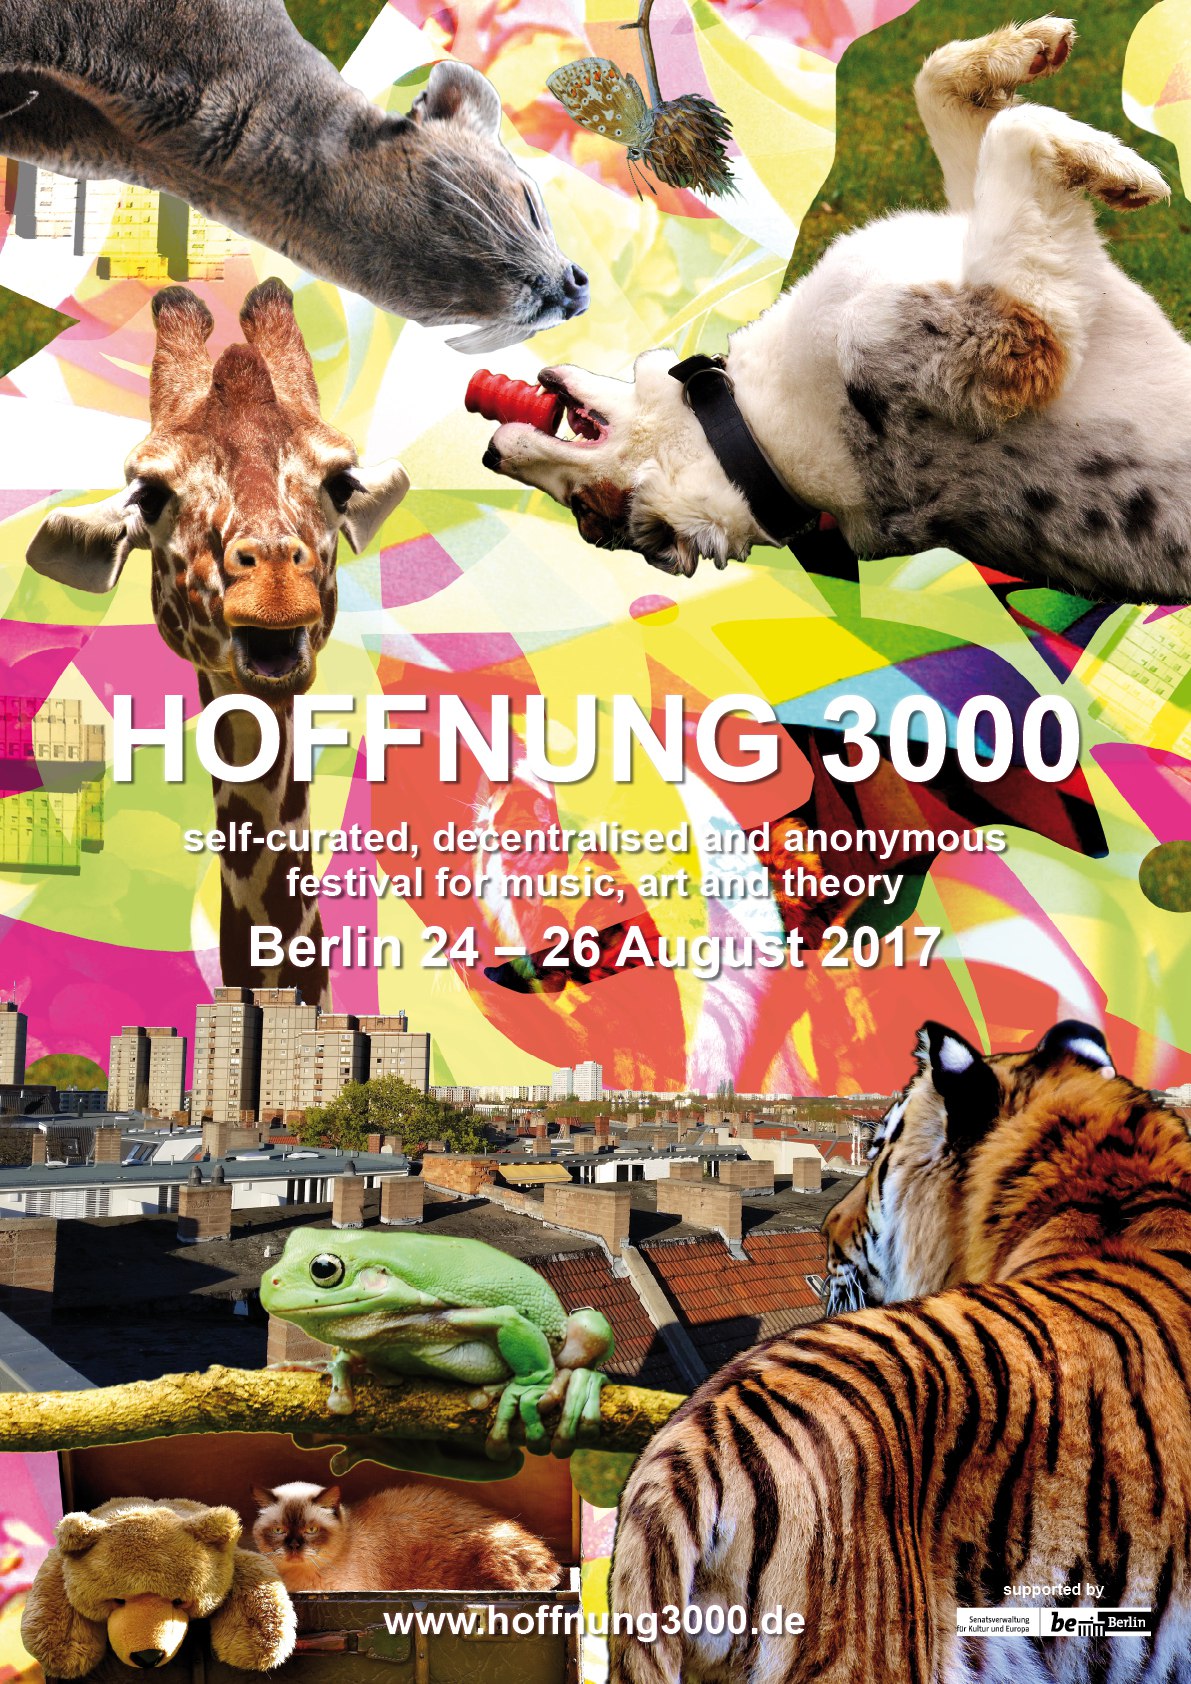 HOFFNUNG 3000
self-curated, decentralised and anonymous
festival for music, art and theory
Berlin 24 – 26 August 2017
www.hoffnung3000.de
supported by
Senatsverwaltung
für Kultur und Europa
be Berlin